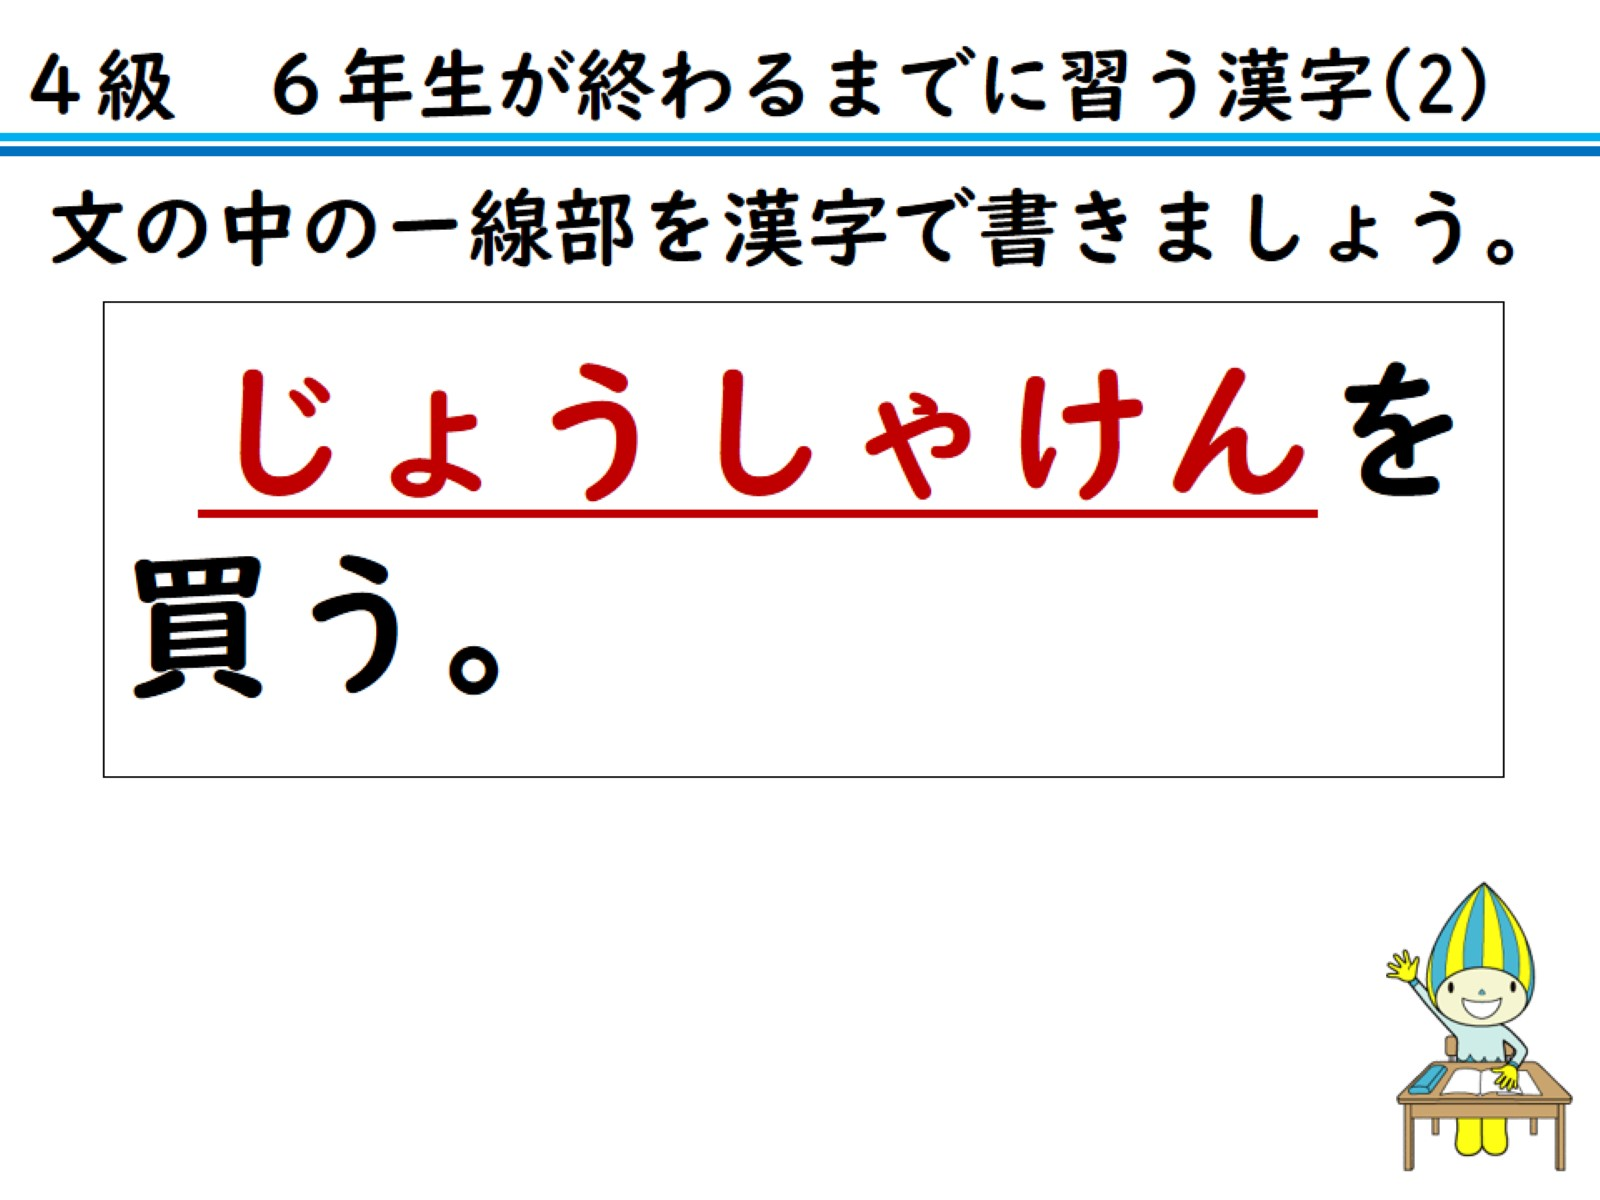 4級　6年生が終わるまでに習う漢字(2)
文の中の―線部を漢字で書きましょう。
じょうしゃけんを
買う。